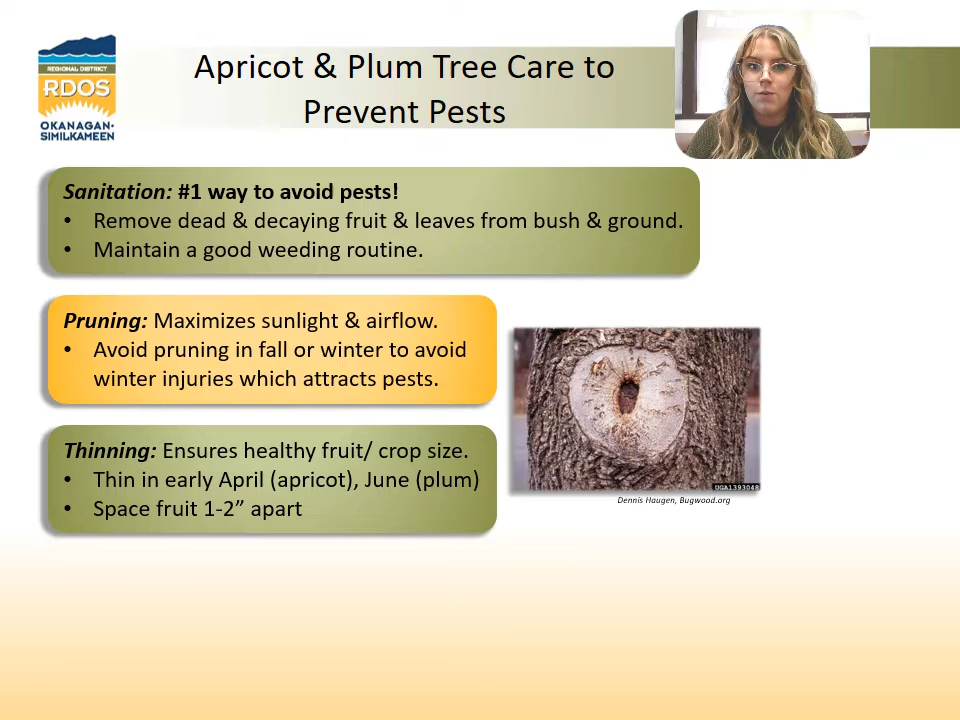 REGIONAL DISTRICT
RDOS
OKANAGAN·
SIMILKAMEEN
Apricot & Plum Tree Care to
Prevent Pests
Sanitation: #1 way to avoid pests!
• Remove dead & decaying fruit & leaves from bush & ground.
• Maintain a good weeding routine.
Pruning: Maximizes sunlight & airflow.
• Avoid pruning in fall or winter to avoid
winter injuries which attracts pests.
Thinning: Ensures healthy fruit/ crop size.
• Thin in early April (apricot), June (plum)
• Space fruit 1-2” apart
UGA1393048
Dennis Haugen, Bugwood.org